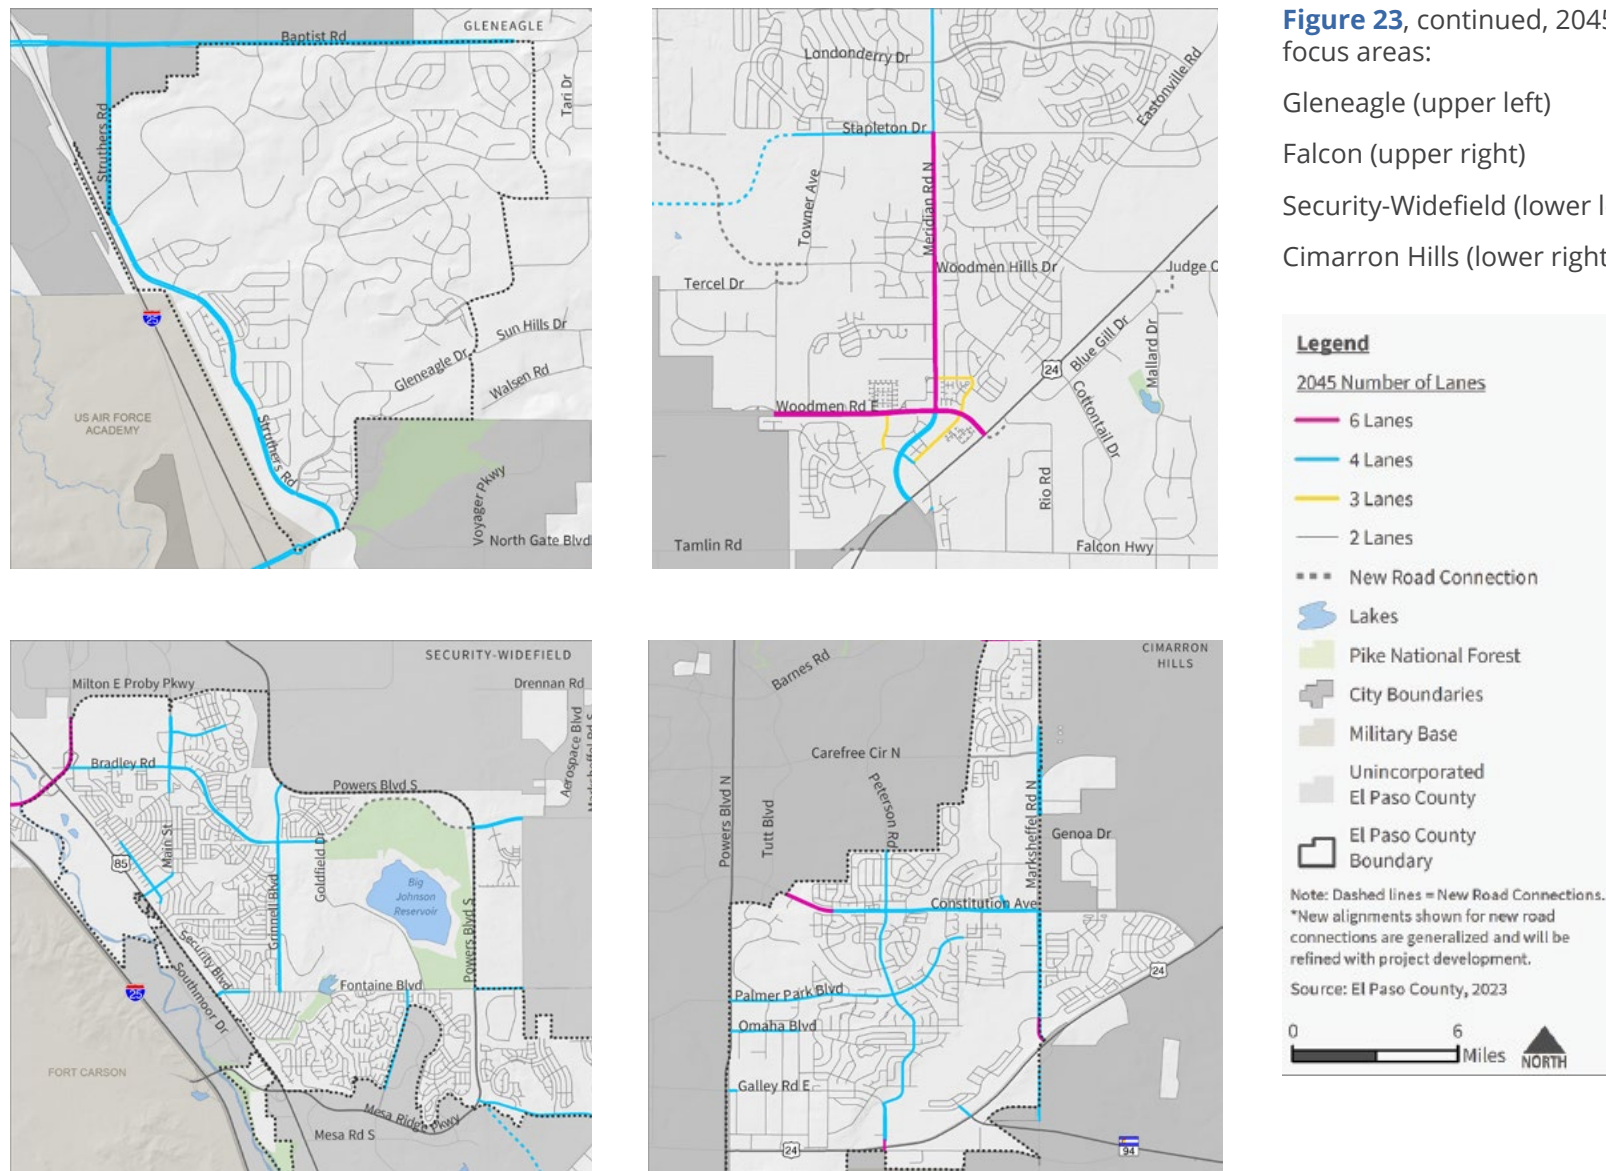 Baptist Rd
GLENEAGLE
Struthers Rd
Tari Dr
25
Sun Hills Dr
Gleneagle Dr
Walsen Rd
US AIR FORCE
ACADEMY
Struthers Rd
Voyager Pkwy
North Gate Blvd
Londonderry Dr
Eastonville Rd
Stapleton Dr
Towner Ave
Meridian Rd N
Woodmen Hills Dr
Judge O
Tercel Dr
24
Blue Gill Dr
Mallard Dr
Cottontail Dr
Woodmen Rd E
Rio Rd
Tamlin Rd
Falcon Hwy
Figure 23, continued, 2045
focus areas:
Gleneagle (upper left)
Falcon (upper right)
Security-Widefield (lower l
Cimarron Hills (lower right
Legend
2045 Number of Lanes
6 Lanes
4 Lanes
3 Lanes
2 Lanes
New Road Connection
Lakes
Pike National Forest
City Boundaries
Military Base
Unincorporated
El Paso County
El Paso County
Boundary
Note: Dashed lines = New Road Connections.
*New alignments shown for new road
connections are generalized and will be
refined with project development.
Source: El Paso County, 2023
0 6
Miles
NORTH
SECURITY-WIDEFIELD
Milton E Proby Pkwy
Drennan Rd
Aerospace Blvd
Bradley Rd
Powers Blvd S
Main St
85
Goldfield Dr
Big
Johnson
Reservoir
Grinnell Blvd
Powers Blvd S
Security Blvd
Southmoor Dr
Fontaine Blvd
25
FORT CARSON
Mesa Ridge Pkwy
Mesa Rd S
CIMARRON
HILLS
Barnes Rd
Carefree Cir N
Powers Blvd N
Tutt Blvd
Peterson Rd
Marksheffel Rd N
Genoa Dr
Constitution Ave
24
Palmer Park Blvd
Omaha Blvd
Galley Rd E
24
94